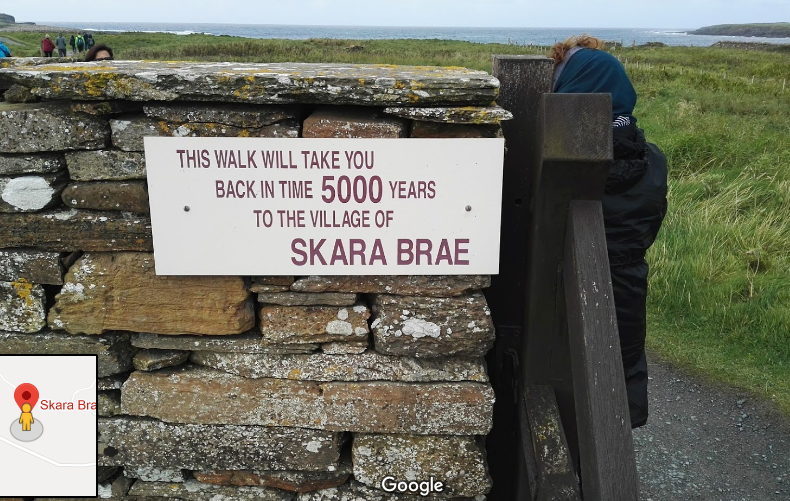 THIS WALK WILL TAKE YOU
BACK IN TIME 5000 YEARS
TO THE VILLAGE OF
SKARA BRAE
Skara Bra
Google